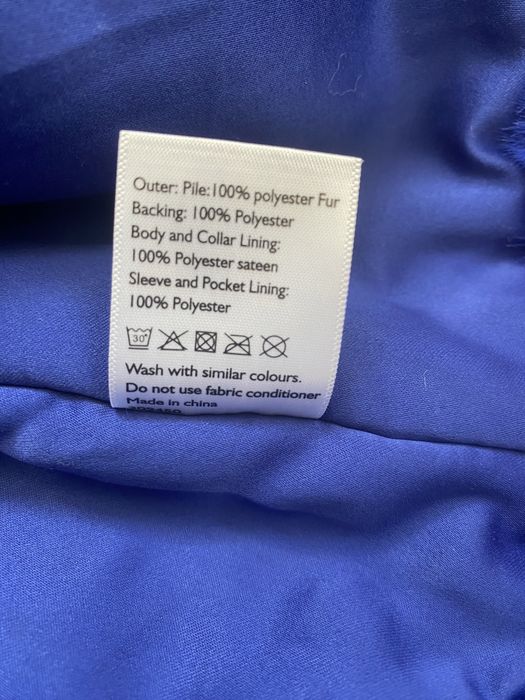 Outer: Pile:100% polyester Fur
Backing: 100% Polyester
Body and Collar Lining:
100% Polyester sateen
Sleeve and Pocket Lining:
100% Polyester
30°
Wash with similar colours.
Do not use fabric conditioner
Made in china